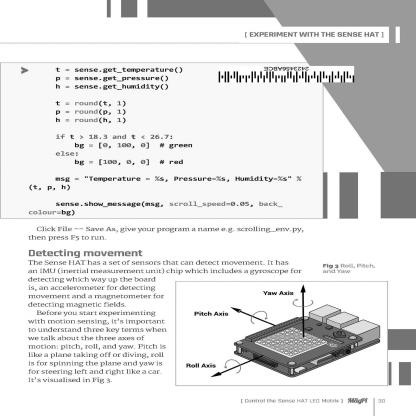 [ EXPERIMENT WITH THE SENSE HAT ]
24224568ABCE
t = sense.get_temperature()
p = sense.get_pressure()
h = sense.get_humidity()
t = round(t, 1)
p = round(p, 1)
h = round(h, 1)
if t > 18.3 and t < 26.7:
bg = [0, 100, 0]  # green
else:
bg = [100, 0, 0]  # red
msg = "Temperature = %s, Pressure=%s, Humidity=%s" %
(t, p, h)
sense.show_message(msg, scroll_speed=0.05, back_
colour=bg)
Click File ~~ Save As, give your program a name e.g. scrolling_env.py,
then press F5 to run.
Detecting movement
The Sense HAT has a set of sensors that can detect movement. It has
an IMU (inertial measurement unit) chip which includes a gyroscope for
detecting which way up the board
is, an accelerometer for detecting
movement and a magnetometer for
detecting magnetic fields.
Before you start experimenting
with motion sensing, it's important
to understand three key terms when
we talk about the three axes of
motion: pitch, roll, and yaw. Pitch is
like a plane taking off or diving, roll
is for spinning the plane and yaw is
for steering left and right like a car.
It's visualised in Fig 3.
Fig 3 Roll, Pitch,
and Yaw
Yaw Axis
Pitch Axis
Roll Axis
[ Control the Sense HAT LED Matrix ] MagPi 30